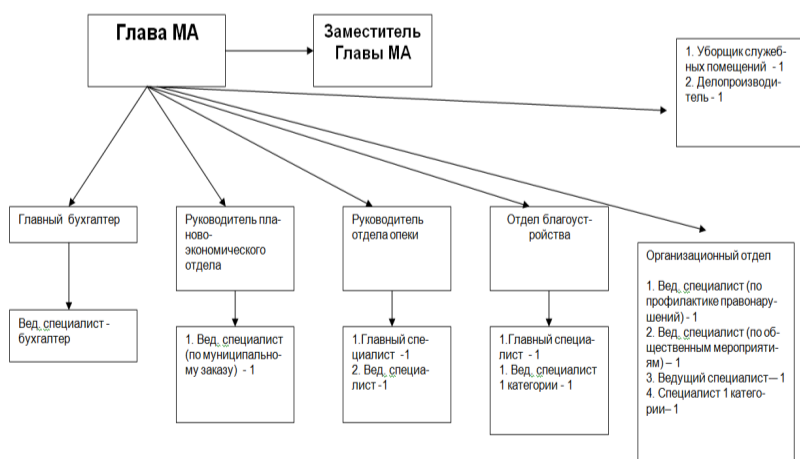 Глава МА
Заместитель
Главы МА
1. Уборщик служеб-
ных помещений - 1
2. Делопроизводи-
тель - 1
Главный бухгалтер
Руководитель пла-
ново-
экономического
отдела
Руководитель
отдела опеки
Отдел благоуст-
ройства
Организационный отдел
1. Вед. специалист (по
профилактике правонару-
шений) - 1
2. Вед. специалист (по об-
щественным мероприяти-
ям) – 1
3. Ведущий специалист— 1
4. Специалист 1 катего-
рии– 1
Вед. специалист -
бухгалтер
1. Вед. специалист
(по муниципально-
му заказу) - 1
1.Главный спе-
циалист -1
2. Вед. специа-
лист -1
1.Главный специа-
лист - 1
1. Вед. специалист
1 категории - 1